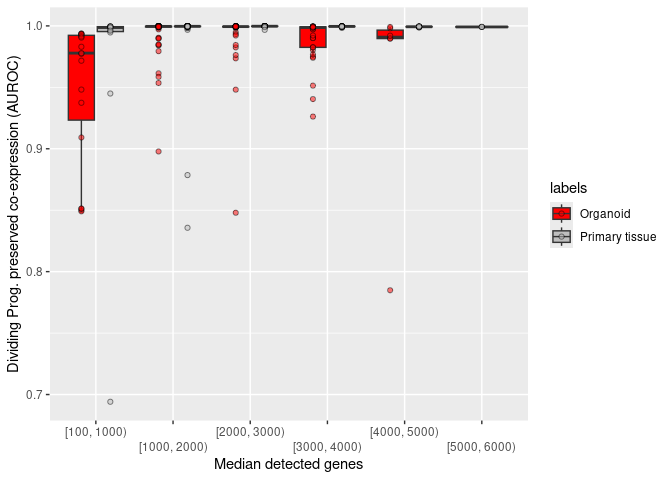 Dividing Prog. preserved co-expression (AUROC)
1.0
0.9
0.8
0.7
[100, 1000)
[1000, 2000)
[2000, 3000)
[3000, 4000)
[4000, 5000)
[5000, 6000)
Median detected genes
labels
Organoid
Primary tissue